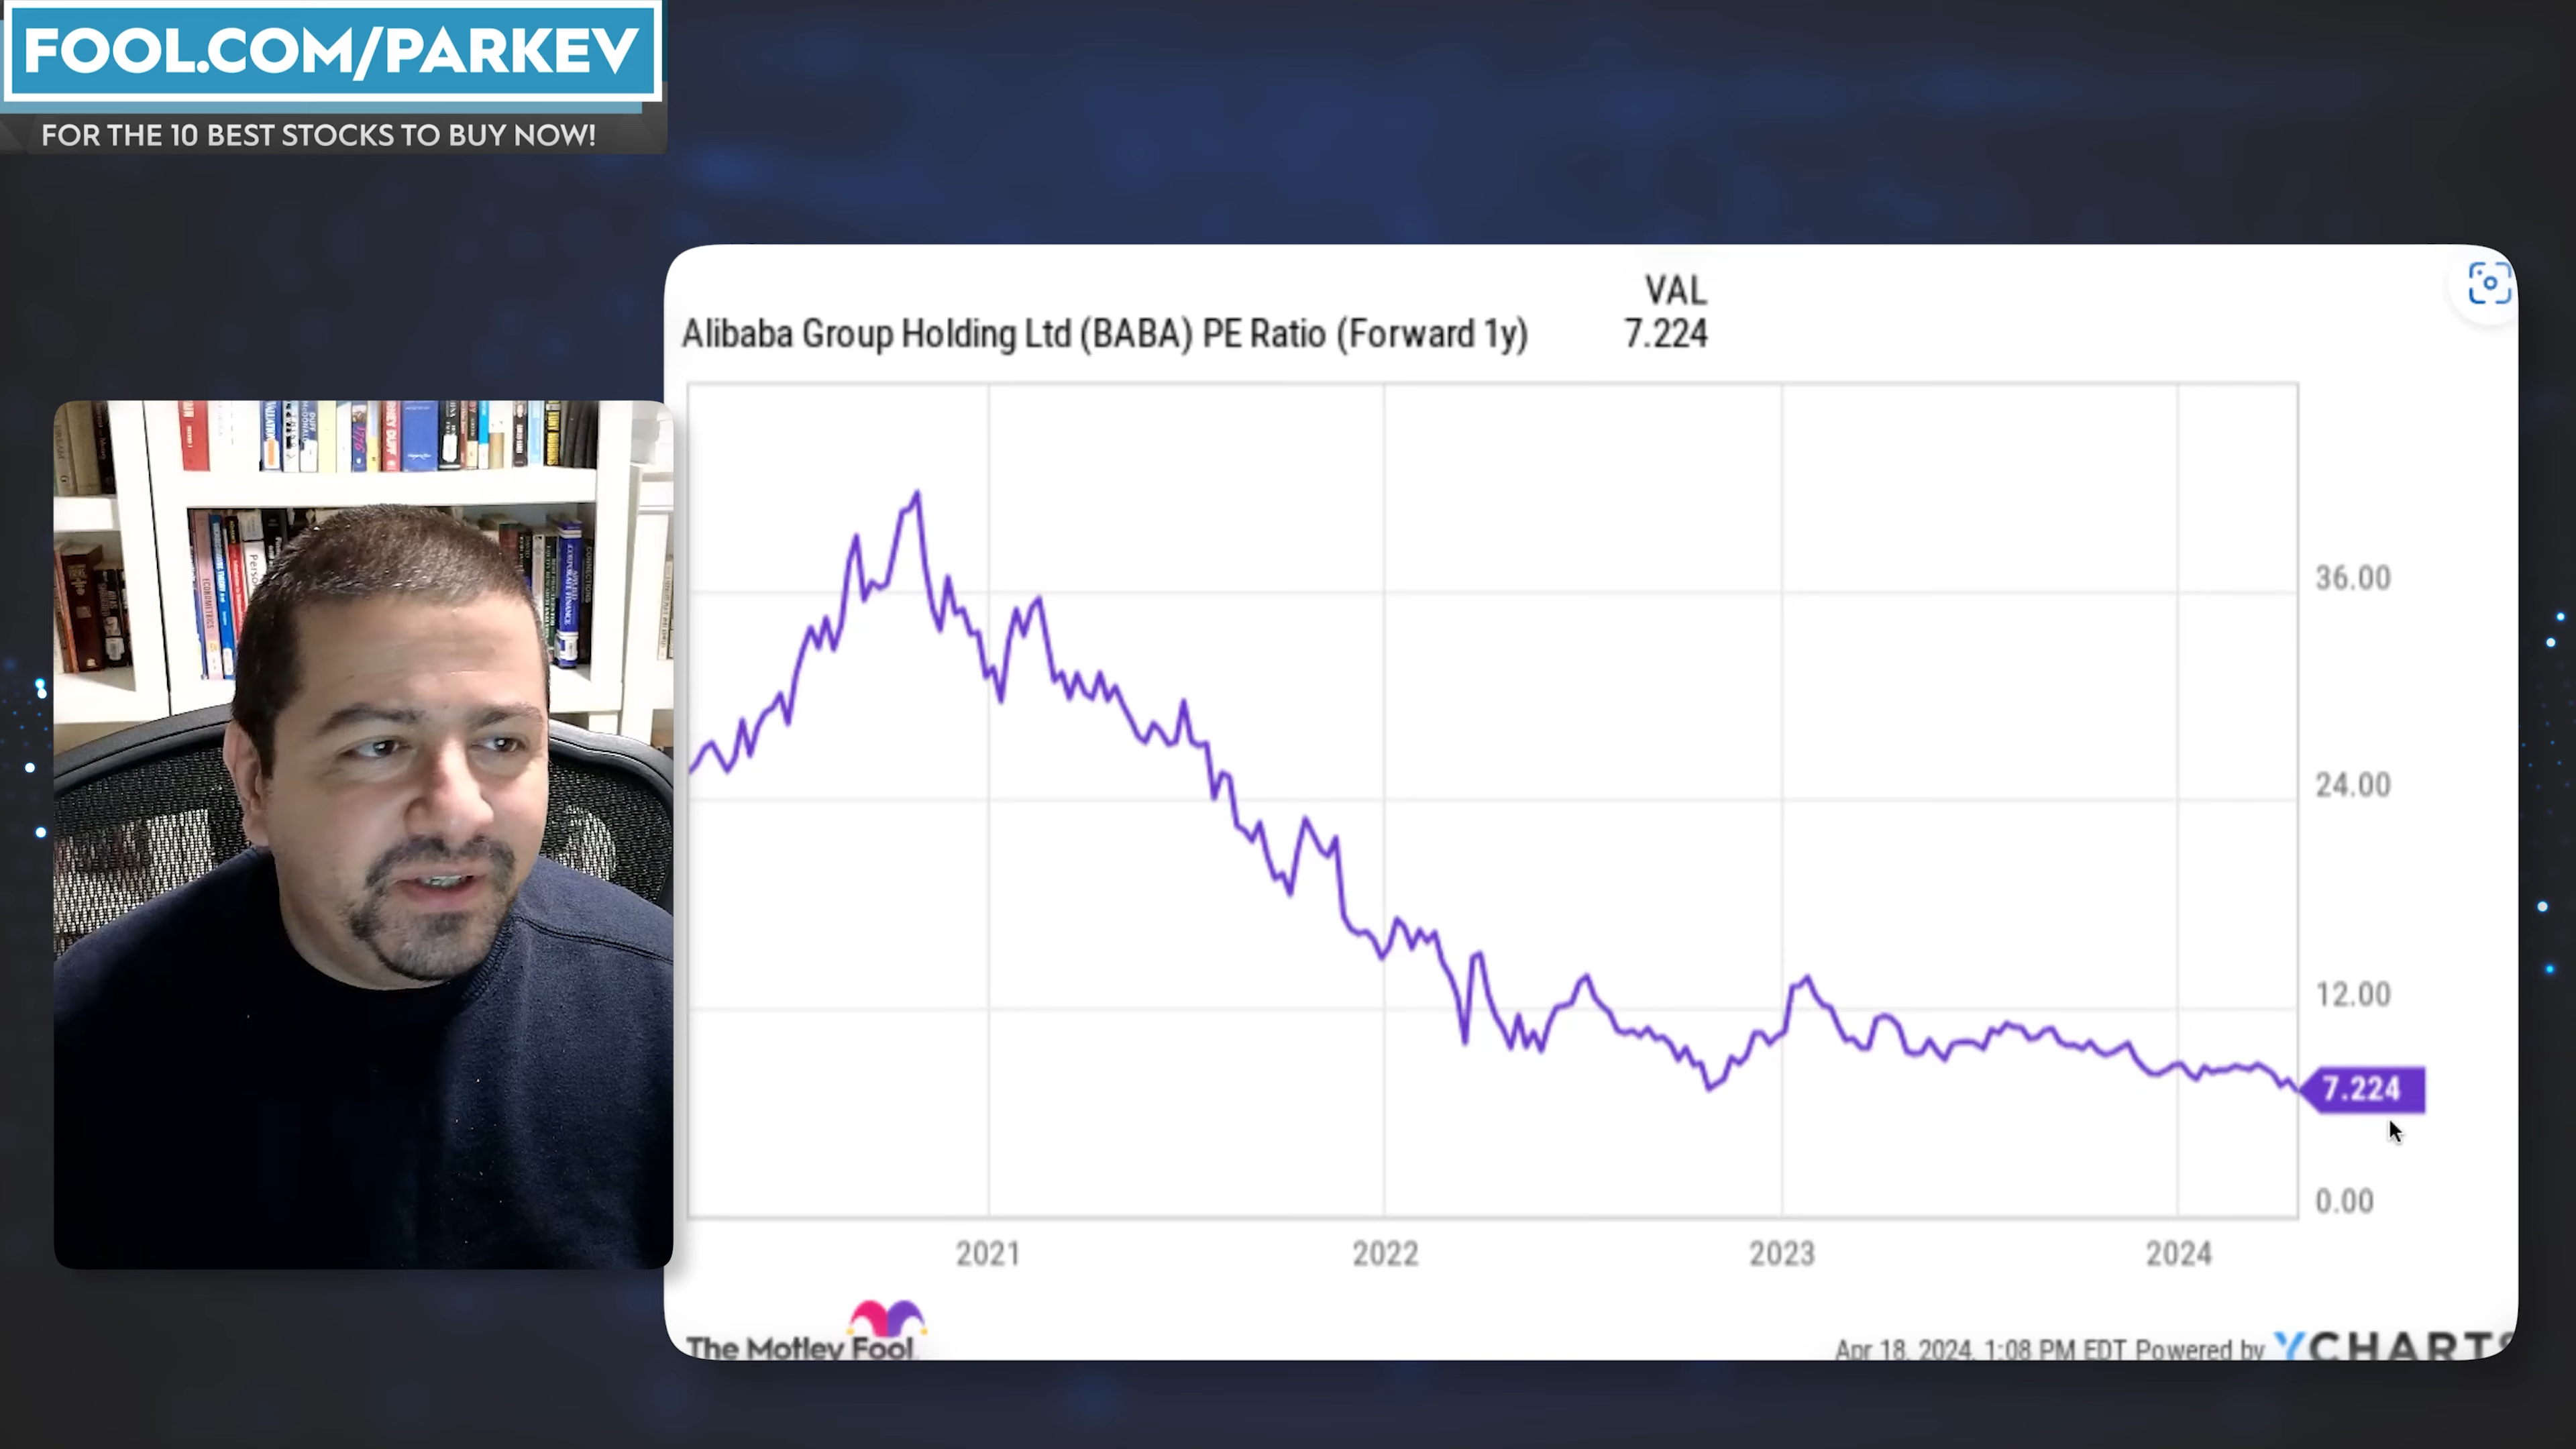 FOOL.COM/PARKEV
FOR THE 10 BEST STOCKS TO BUY NOW!
VAL
Alibaba Group Holding Ltd (BABA) PE Ratio (Forward 1y) 7.224
36.00
24.00
12.00
7.224
0.00
2021 2022 2023 2024
The Motley Fool
Apr 18, 2024, 1:08 PM EDT Powered by YCHARTS
1776
ECONOMETRICS